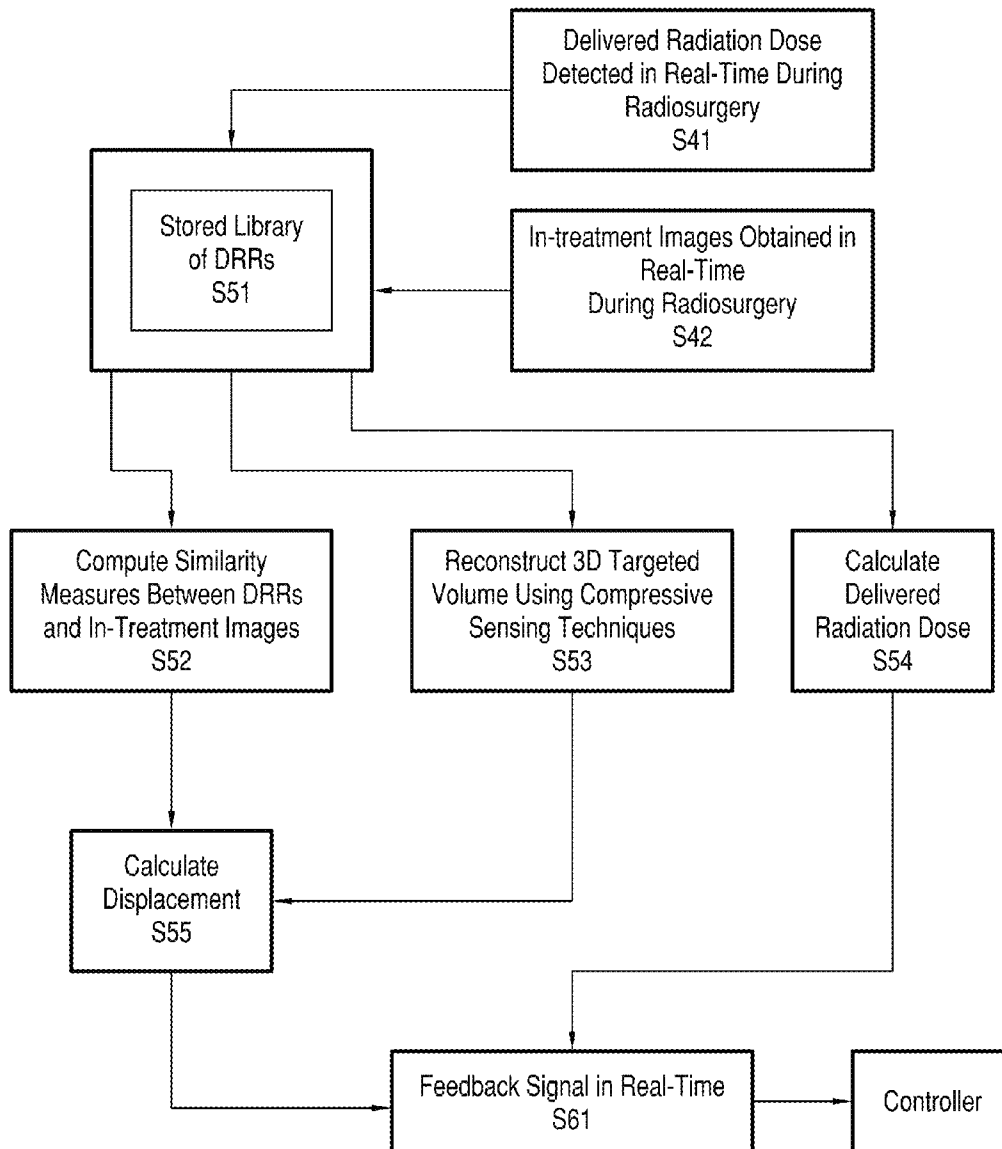 Delivered Radiation Dose
Detected in Real-Time During
Radiosurgery
S41
Stored Library
of DRRs
S51
In-treatment Images Obtained in
Real-Time
During Radiosurgery
S42
Compute Similarity
Measures Between DRRs
and In-Treatment Images
S52
Reconstruct 3D Targeted
Volume Using Compressive
Sensing Techniques
S53
Calculate
Delivered
Radiation Dose
S54
Calculate
Displacement
S55
Feedback Signal in Real-Time
S61
Controller